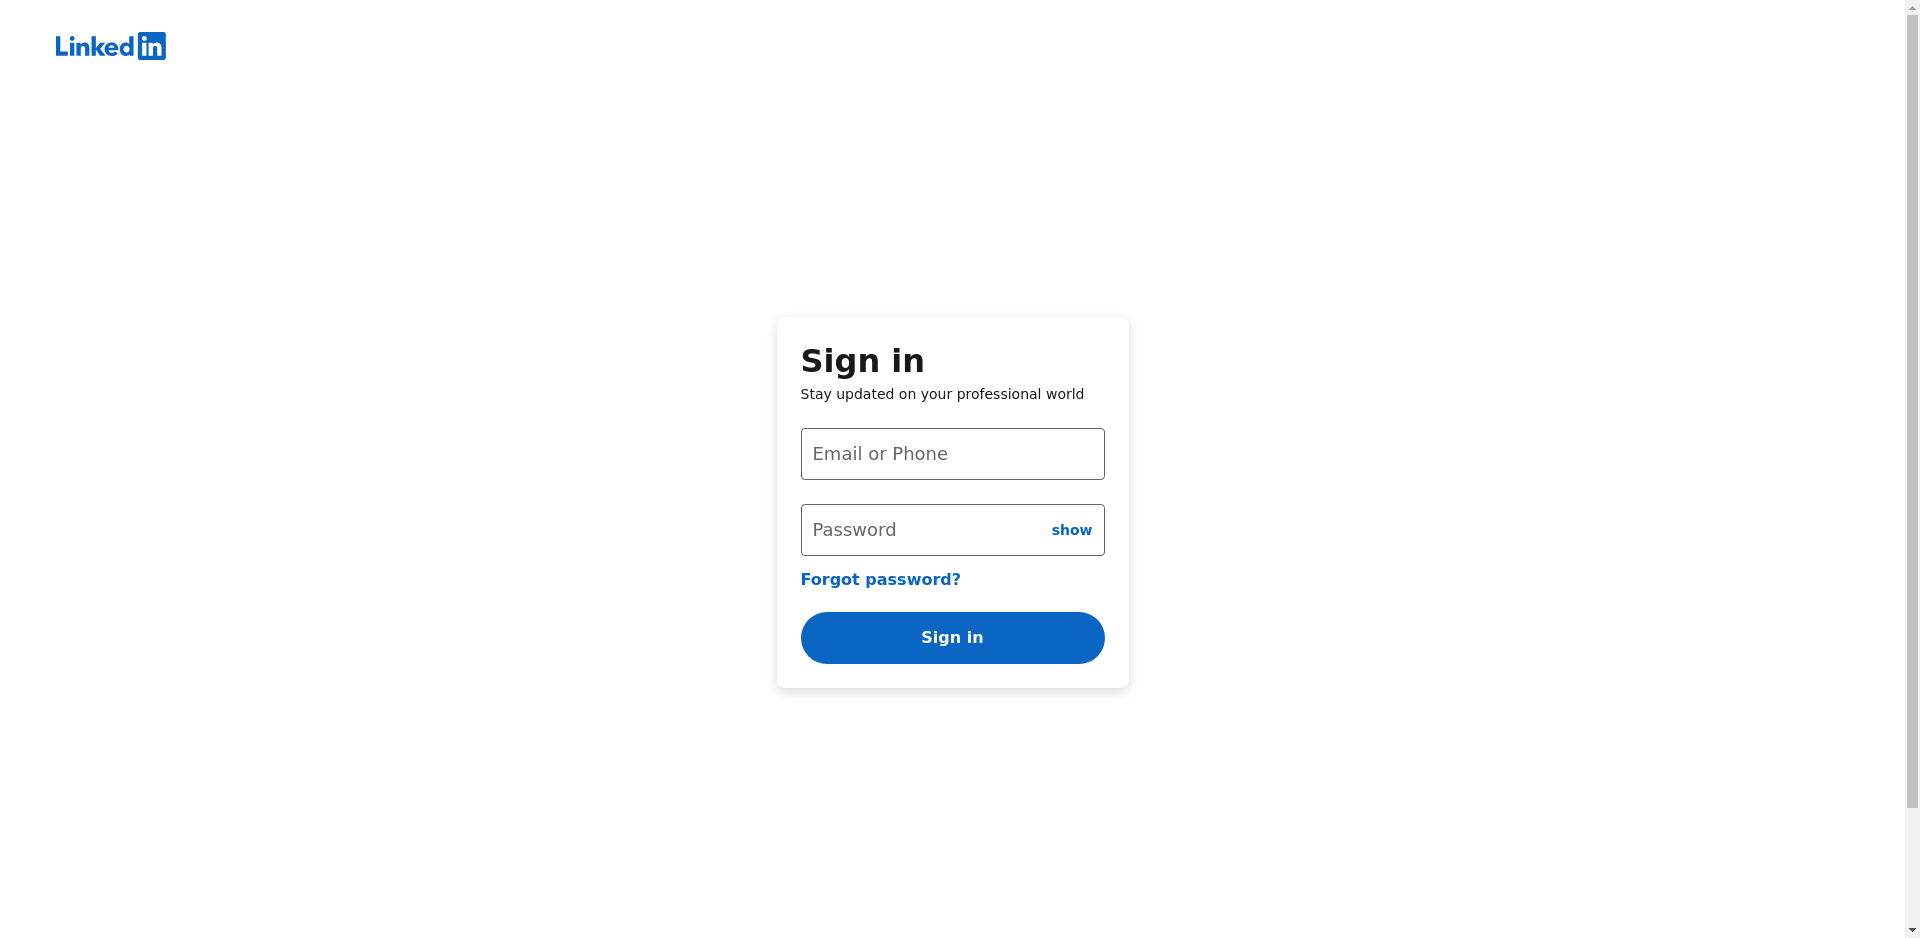 Linkedin
Sign in
Stay updated on your professional world
Email or Phone
Password
show
Forgot password?
Sign in